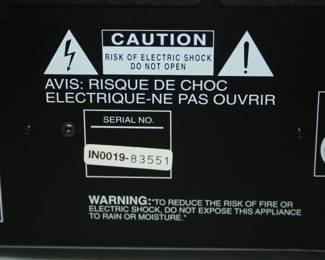 CAUTION
RISK OF ELECTRIC SHOCK
DO NOT OPEN
AVIS: RISQUE DE CHOC
ELECTRIQUE-NE PAS OUVRIR
SERIAL NO.
IN0019-83551
WARNING:"TO REDUCE THE RISK OF FIRE OR
ELECTRIC SHOCK, DO NOT EXPOSE THIS APPLIANCE
TO RAIN OR MOISTURE."